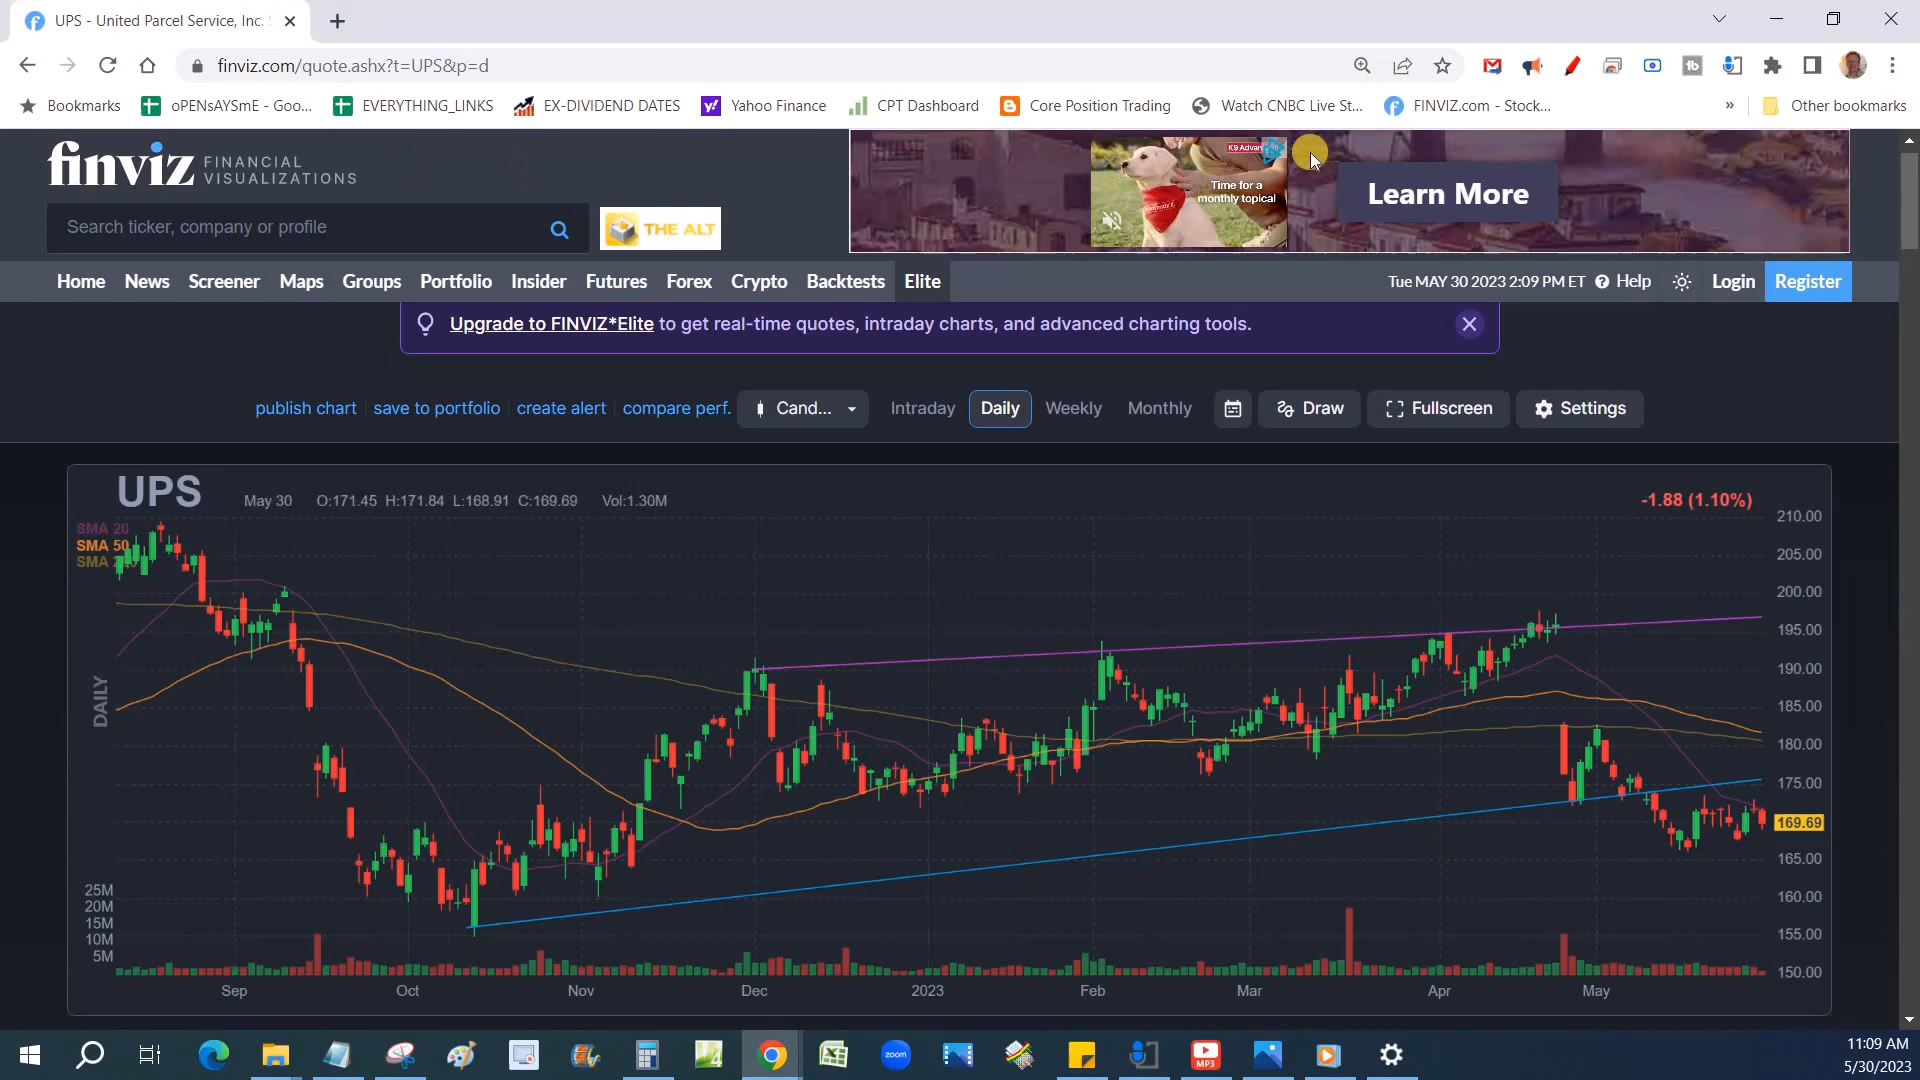 UPS - United Parcel Service, Inc.
finviz.com/quote.ashx?t=UPS&p=d
Bookmarks
oPENsAYSme - Goo...
EVERYTHING_LINKS
EX-DIVIDEND DATES
Yahoo Finance
CPT Dashboard
Core Position Trading
Watch CNBC Live St...
FINVIZ.com - Stock...
»
Other bookmarks
finviz FINANCIAL
VISUALIZATIONS
Search ticker, company or profile
THE ALT
K9 Advan
Time for a
monthly topical
Learn More
Home News Screener Maps Groups Portfolio Insider Futures Forex Crypto Backtests Elite
Tue MAY 30 2023 2:09 PM ET Help Login Register
Upgrade to FINVIZ*Elite to get real-time quotes, intraday charts, and advanced charting tools.
publish chart save to portfolio create alert compare perf. Cand... Intraday Daily Weekly Monthly Draw Fullscreen Settings
UPS May 30 O:171.45 H:171.84 L:168.91 C:169.69 Vol:1.30M -1.88 (1.10%)
SMA 20
SMA 50
SMA
DAILY
210.00
205.00
200.00
195.00
190.00
185.00
180.00
175.00
169.69
165.00
160.00
155.00
150.00
25M
20M
15M
10M
5M
Sep Oct Nov Dec 2023 Feb Mar Apr May
zoom
MP3
11:09 AM
5/30/2023